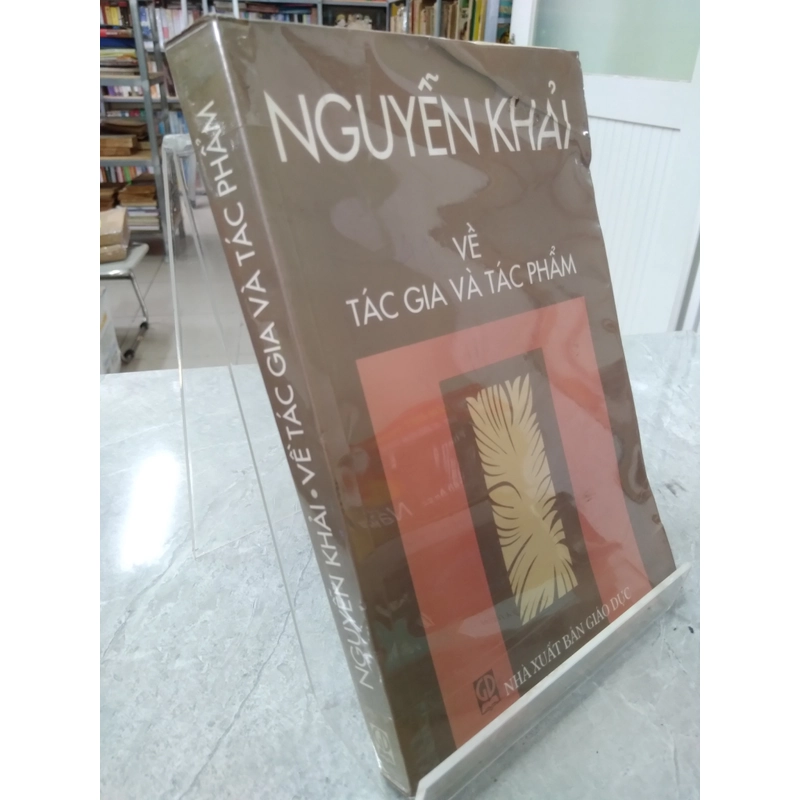 NGUYỄN KHẢI
VỀ
TÁC GIA VÀ TÁC PHẨM
GD
NHÀ XUẤT BẢN GIÁO DỤC
NGUYỄN KHẢI • VỀ TÁC GIA VÀ TÁC PHẨM